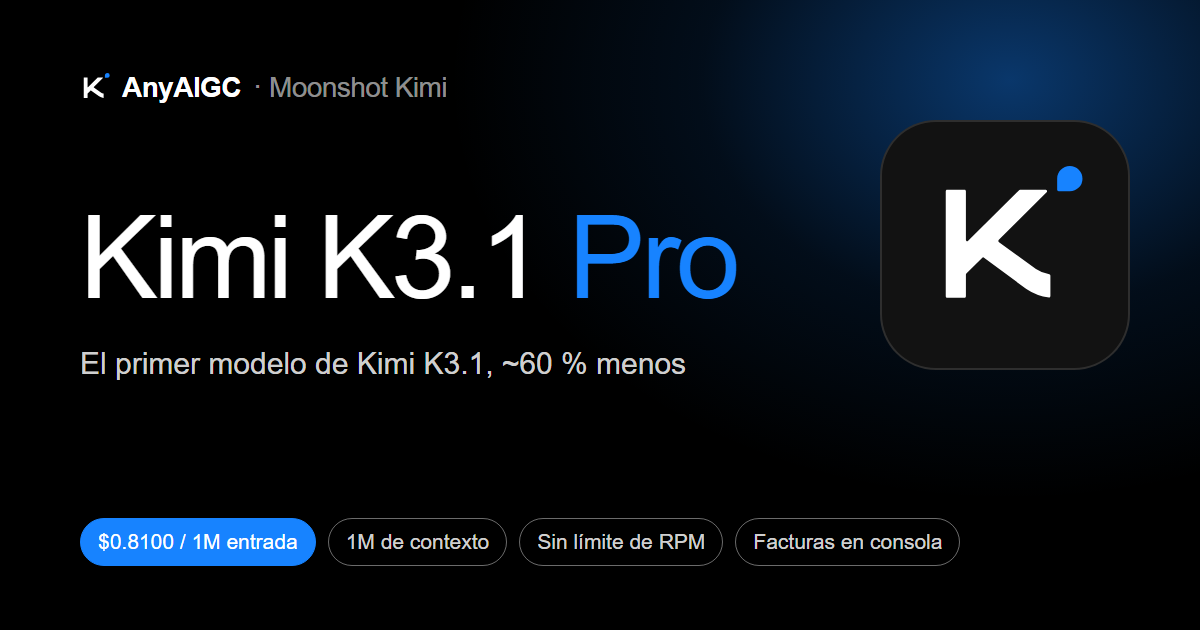 AnyAIGC · Moonshot Kimi
Kimi K3.1 Pro
El primer modelo de Kimi K3.1, ~60 % menos
$0.8100 / 1M entrada
1M de contexto
Sin límite de RPM
Facturas en consola